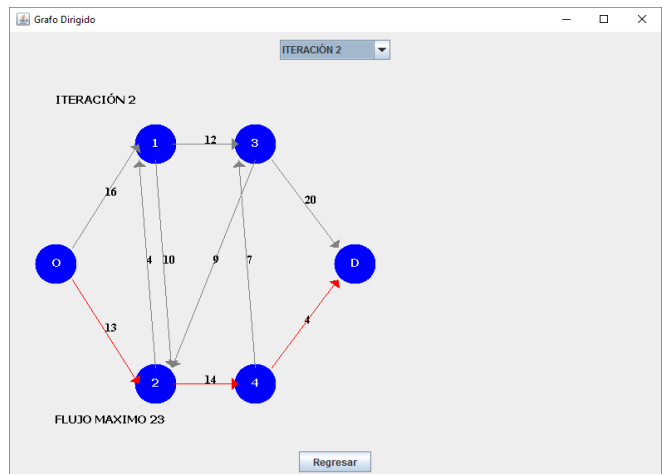 Grafo Dirigido
ITERACIÓN 2
ITERACIÓN 2
1
12
3
16
20
O
4
10
9
7
D
13
4
2
14
4
FLUJO MAXIMO 23
Regresar